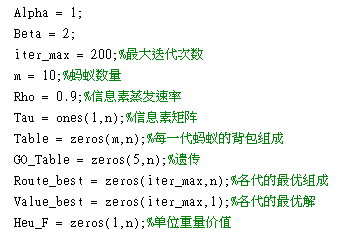 Alpha = 1;
Beta = 2;
iter_max = 200;%最大迭代次数
m = 10;%蚂蚁数量
Rho = 0.9;%信息素蒸发速率
Tau = ones(1,n);%信息素矩阵
Table = zeros(m,n);%每一代蚂蚁的背包组成
GO_Table = zeros(5,n);%遗传
Route_best = zeros(iter_max,n);%各代的最优组成
Value_best = zeros(iter_max,1);%各代的最优解
Heu_F = zeros(1,n);%单位重量价值